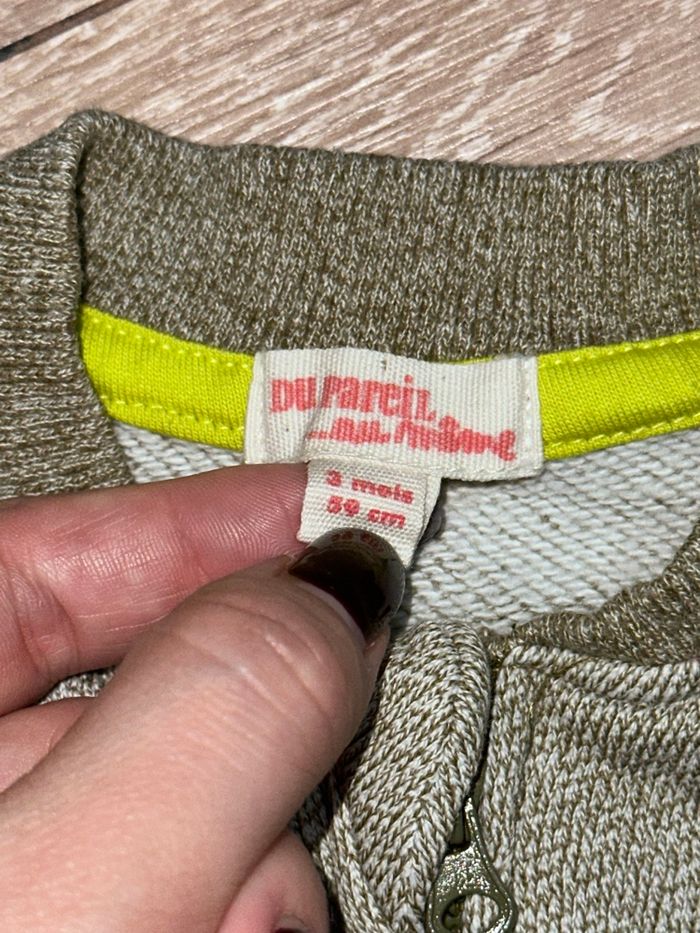 DU Pareil
...au même
3 mois
59 cm